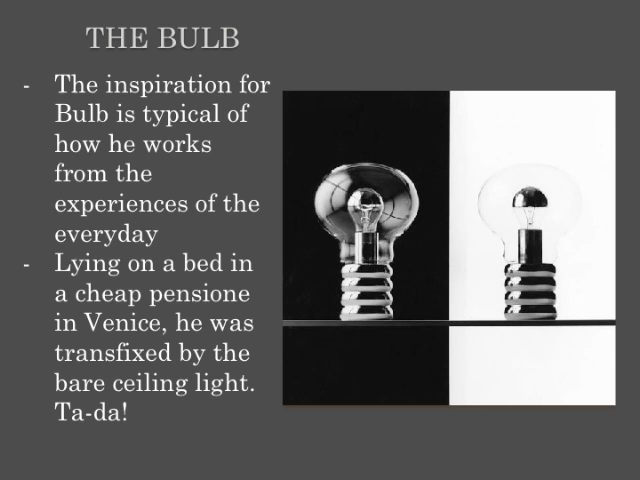 THE BULB
- The inspiration for
Bulb is typical of
how he works
from the
experiences of the
everyday
- Lying on a bed in
a cheap pensione
in Venice, he was
transfixed by the
bare ceiling light.
Ta-da!